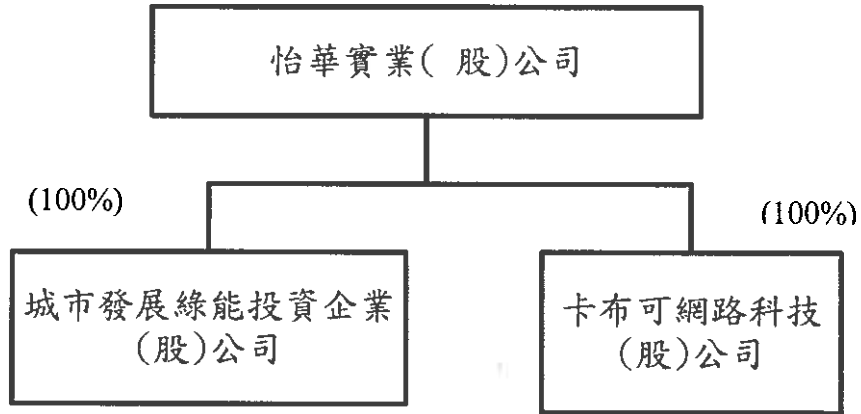 怡華實業( 股)公司
(100%)
(100%)
城市發展綠能投資企業
(股)公司
卡布可網路科技
(股)公司